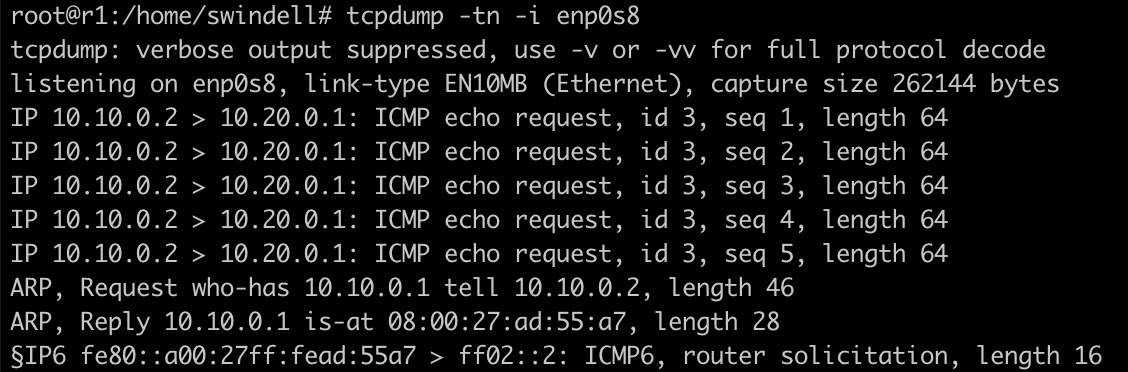 root@r1:/home/swindell# tcpdump -tn -i enp0s8
tcpdump: verbose output suppressed, use -v or -vv for full protocol decode
listening on enp0s8, link-type EN10MB (Ethernet), capture size 262144 bytes
IP 10.10.0.2 > 10.20.0.1: ICMP echo request, id 3, seq 1, length 64
IP 10.10.0.2 > 10.20.0.1: ICMP echo request, id 3, seq 2, length 64
IP 10.10.0.2 > 10.20.0.1: ICMP echo request, id 3, seq 3, length 64
IP 10.10.0.2 > 10.20.0.1: ICMP echo request, id 3, seq 4, length 64
IP 10.10.0.2 > 10.20.0.1: ICMP echo request, id 3, seq 5, length 64
ARP, Request who-has 10.10.0.1 tell 10.10.0.2, length 46
ARP, Reply 10.10.0.1 is-at 08:00:27:ad:55:a7, length 28
§IP6 fe80::a00:27ff:fead:55a7 > ff02::2: ICMP6, router solicitation, length 16